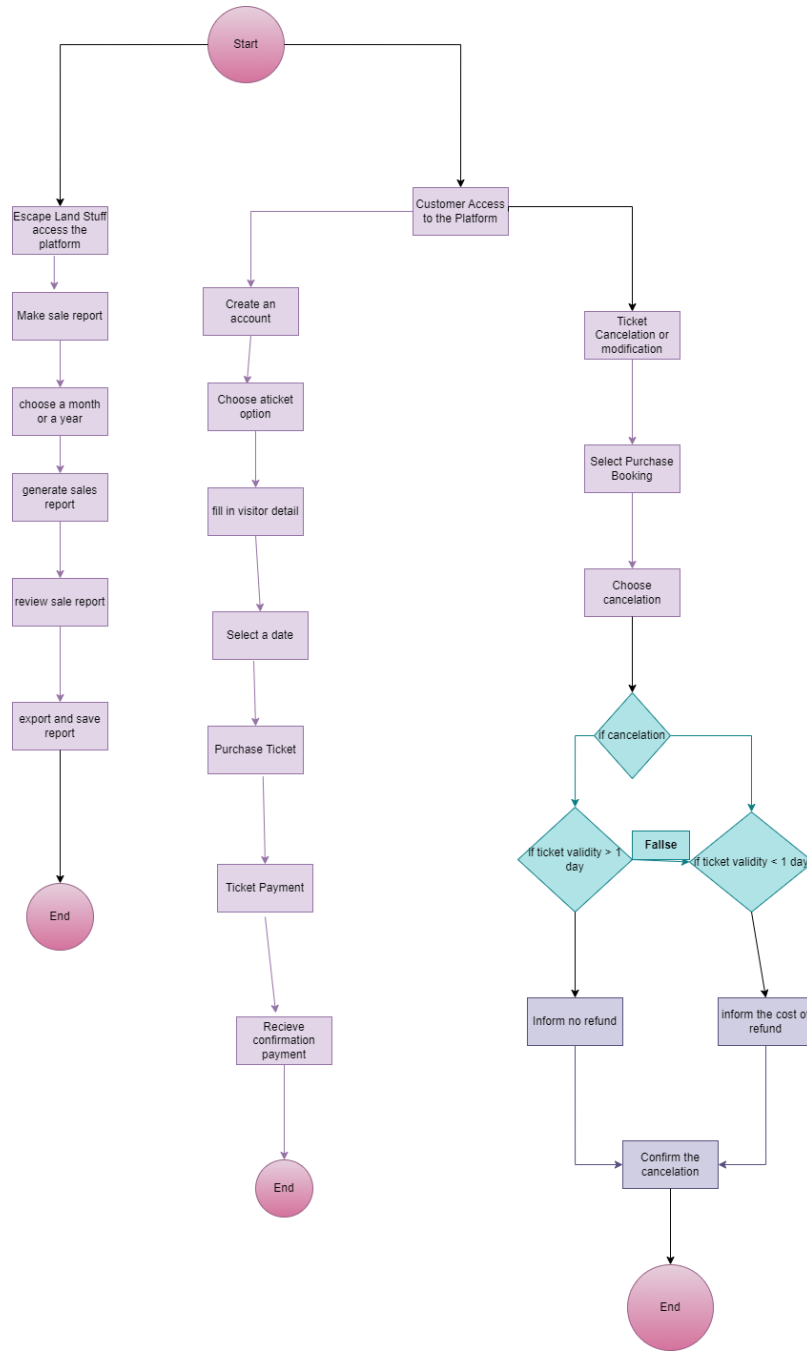 Start
Escape Land Stuff
access the
platform
Make sale report
choose a month
or a year
generate sales
report
review sale report
export and save
report
End
Customer Access
to the Platform
Create an
account
Choose aticket
option
fill in visitor detail
Select a date
Purchase Ticket
Ticket Payment
Recieve
confirmation
payment
End
Ticket
Cancelation or
modification
Select Purchase
Booking
Choose
cancelation
if cancelation
if ticket validity > 1
day
Fallse
if ticket validity < 1 day
Inform no refund
inform the cost of
refund
Confirm the
cancelation
End